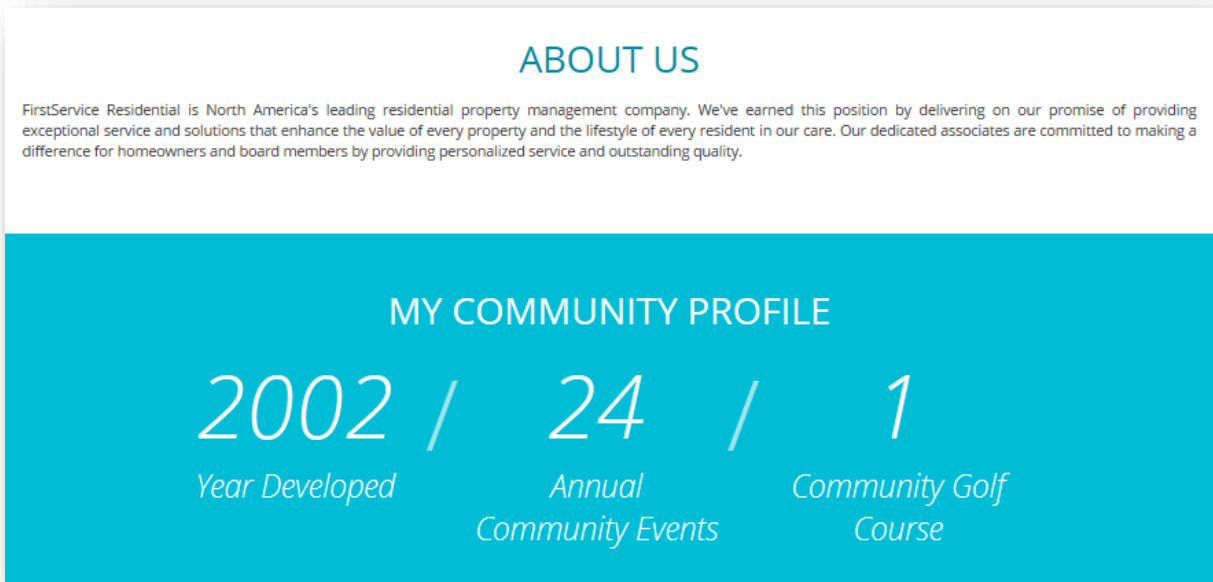 ABOUT US
FirstService Residential is North America's leading residential property management company. We've earned this position by delivering on our promise of providing
exceptional service and solutions that enhance the value of every property and the lifestyle of every resident in our care. Our dedicated associates are committed to making a
difference for homeowners and board members by providing personalized service and outstanding quality.
MY COMMUNITY PROFILE
2002 / 24 / 1
Year Developed Annual Community Golf
Community Events Course